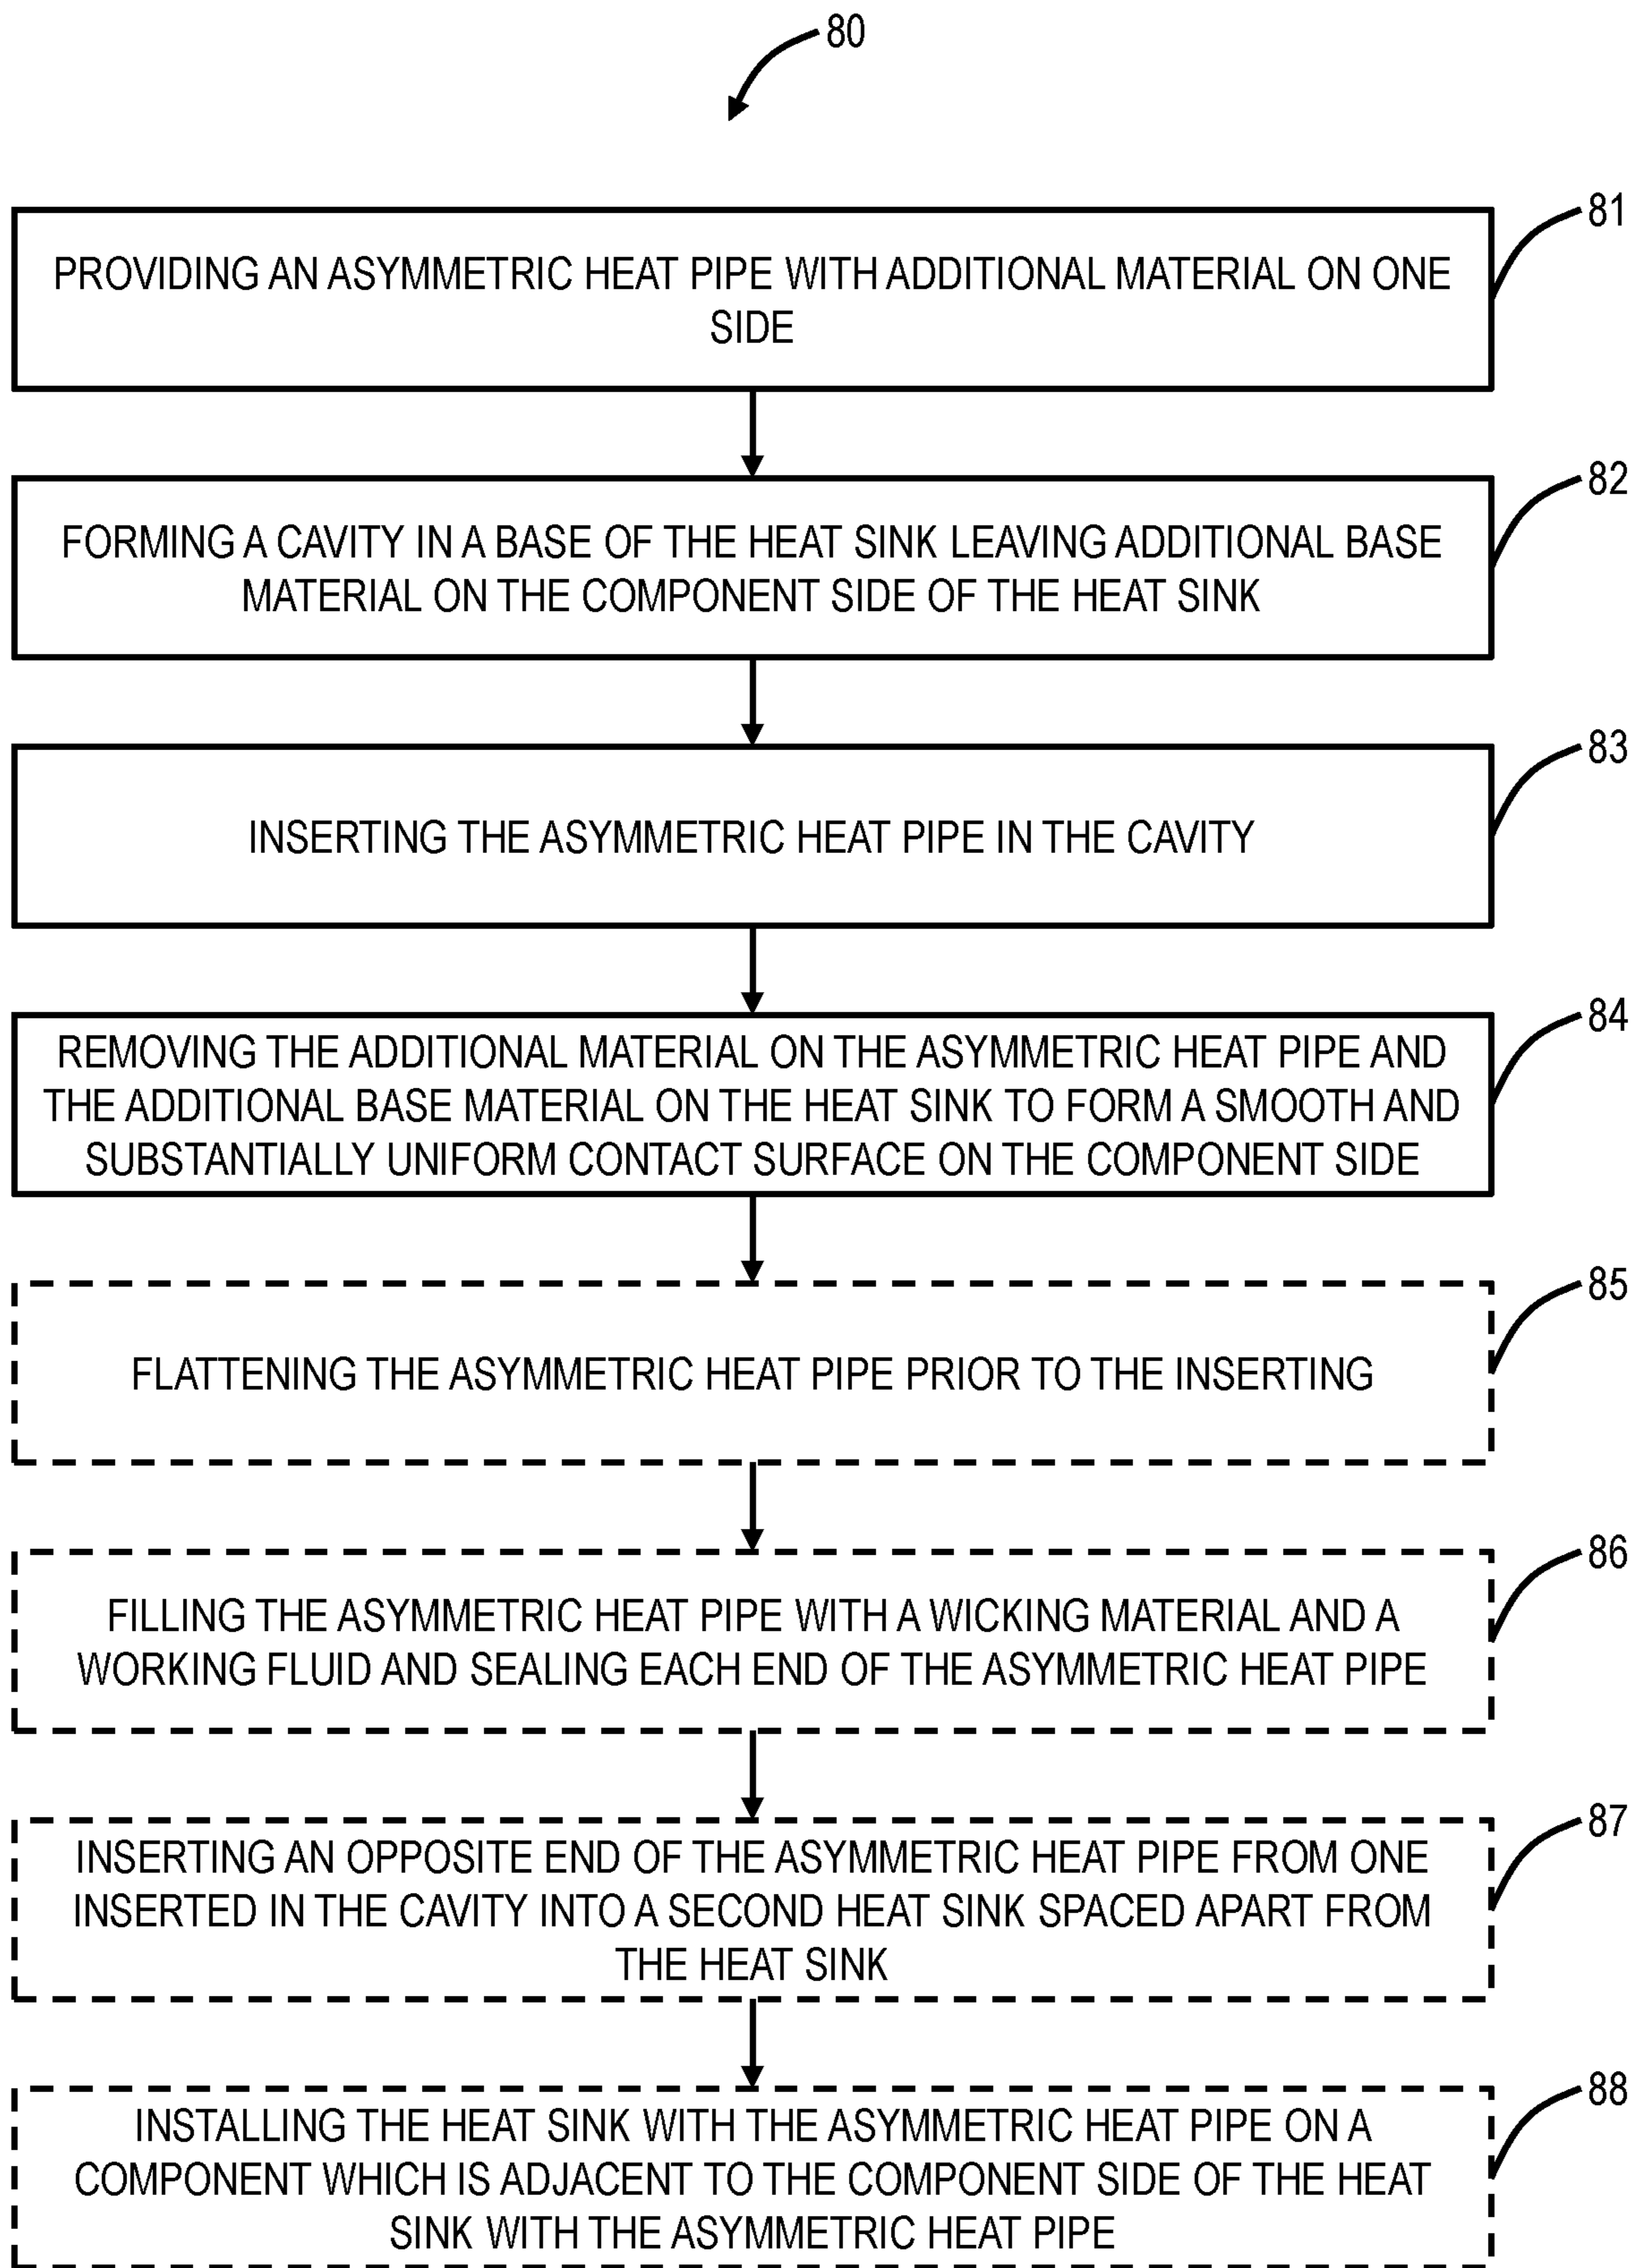 80
81
PROVIDING AN ASYMMETRIC HEAT PIPE WITH ADDITIONAL MATERIAL ON ONE
SIDE
82
FORMING A CAVITY IN A BASE OF THE HEAT SINK LEAVING ADDITIONAL BASE
MATERIAL ON THE COMPONENT SIDE OF THE HEAT SINK
83
INSERTING THE ASYMMETRIC HEAT PIPE IN THE CAVITY
84
REMOVING THE ADDITIONAL MATERIAL ON THE ASYMMETRIC HEAT PIPE AND
THE ADDITIONAL BASE MATERIAL ON THE HEAT SINK TO FORM A SMOOTH AND
SUBSTANTIALLY UNIFORM CONTACT SURFACE ON THE COMPONENT SIDE
85
FLATTENING THE ASYMMETRIC HEAT PIPE PRIOR TO THE INSERTING
86
FILLING THE ASYMMETRIC HEAT PIPE WITH A WICKING MATERIAL AND A
WORKING FLUID AND SEALING EACH END OF THE ASYMMETRIC HEAT PIPE
87
INSERTING AN OPPOSITE END OF THE ASYMMETRIC HEAT PIPE FROM ONE
INSERTED IN THE CAVITY INTO A SECOND HEAT SINK SPACED APART FROM
THE HEAT SINK
88
INSTALLING THE HEAT SINK WITH THE ASYMMETRIC HEAT PIPE ON A
COMPONENT WHICH IS ADJACENT TO THE COMPONENT SIDE OF THE HEAT
SINK WITH THE ASYMMETRIC HEAT PIPE